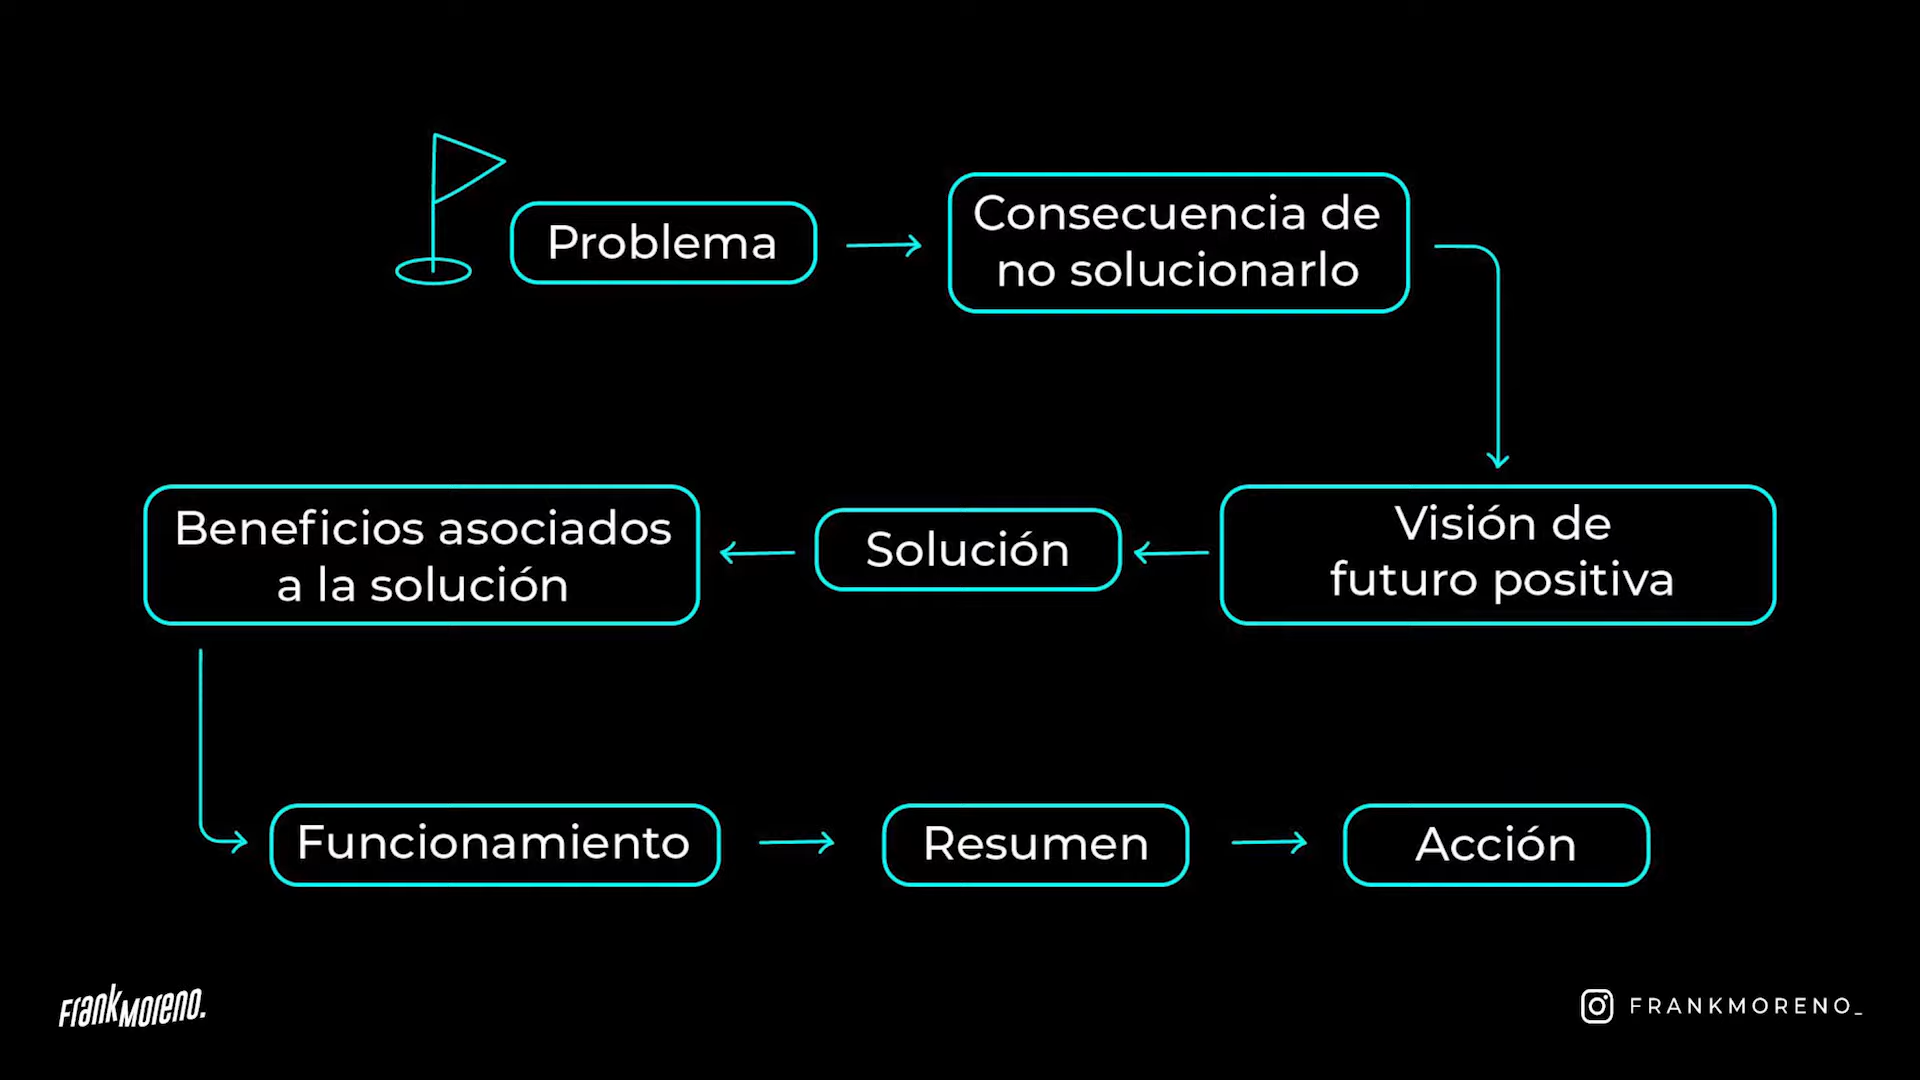 Problema
Consecuencia de
no solucionarlo
Visión de
futuro positiva
Solución
Beneficios asociados
a la solución
Funcionamiento
Resumen
Acción
FrankMoreno.
FRANKMORENO_